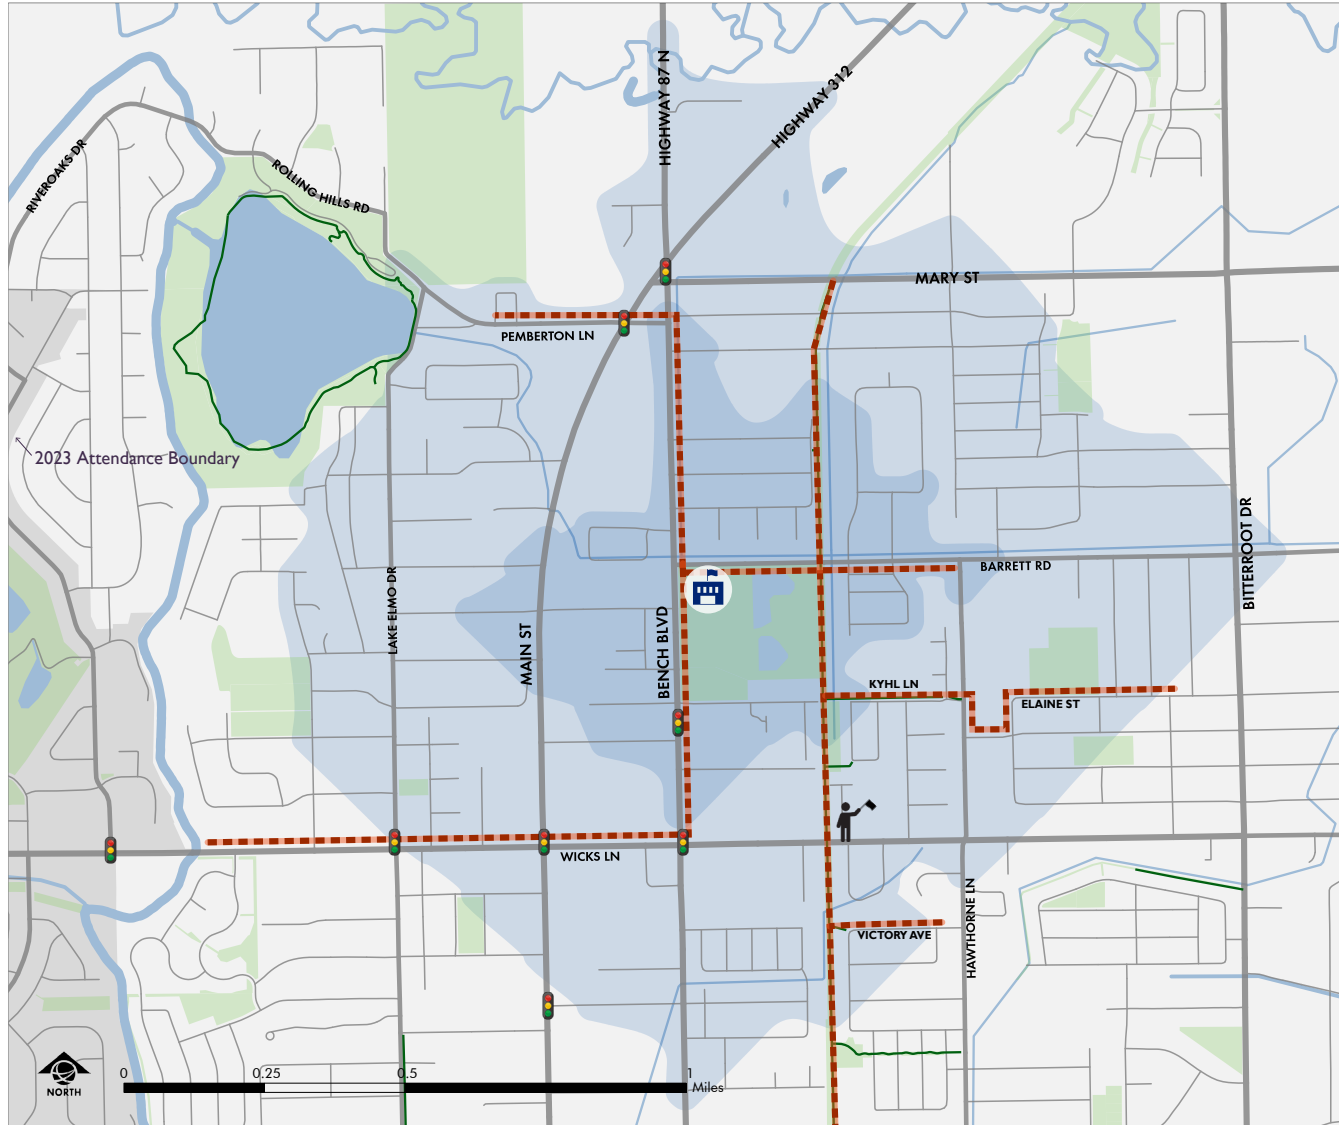 HIGHWAY 87 N
HIGHWAY 312
RIVEROAKS DR
ROLLING HILLS RD
MARY ST
PEMBERTON LN
2023 Attendance Boundary
BITTERROOT DR
BARRETT RD
LAKE ELMO DR
MAIN ST
BENCH BLVD
KYHL LN
ELAINE ST
WICKS LN
VICTORY AVE
HAWTHORNE LN
NORTH
0 0.25 0.5 1
Miles